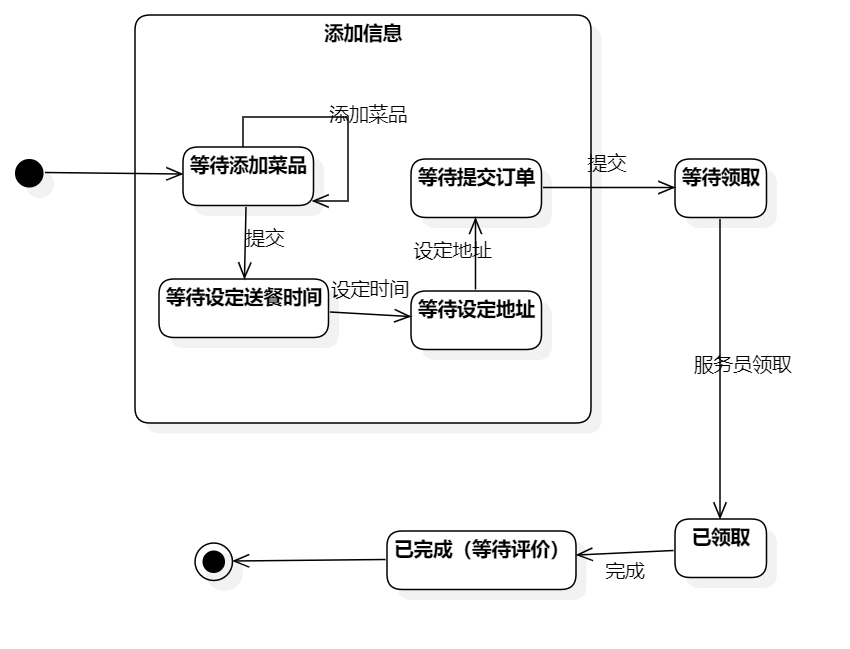 添加信息
添加菜品
等待添加菜品
等待提交订单
提交
等待领取
提交
设定地址
等待设定送餐时间
设定时间
等待设定地址
服务员领取
已领取
已完成（等待评价）
完成